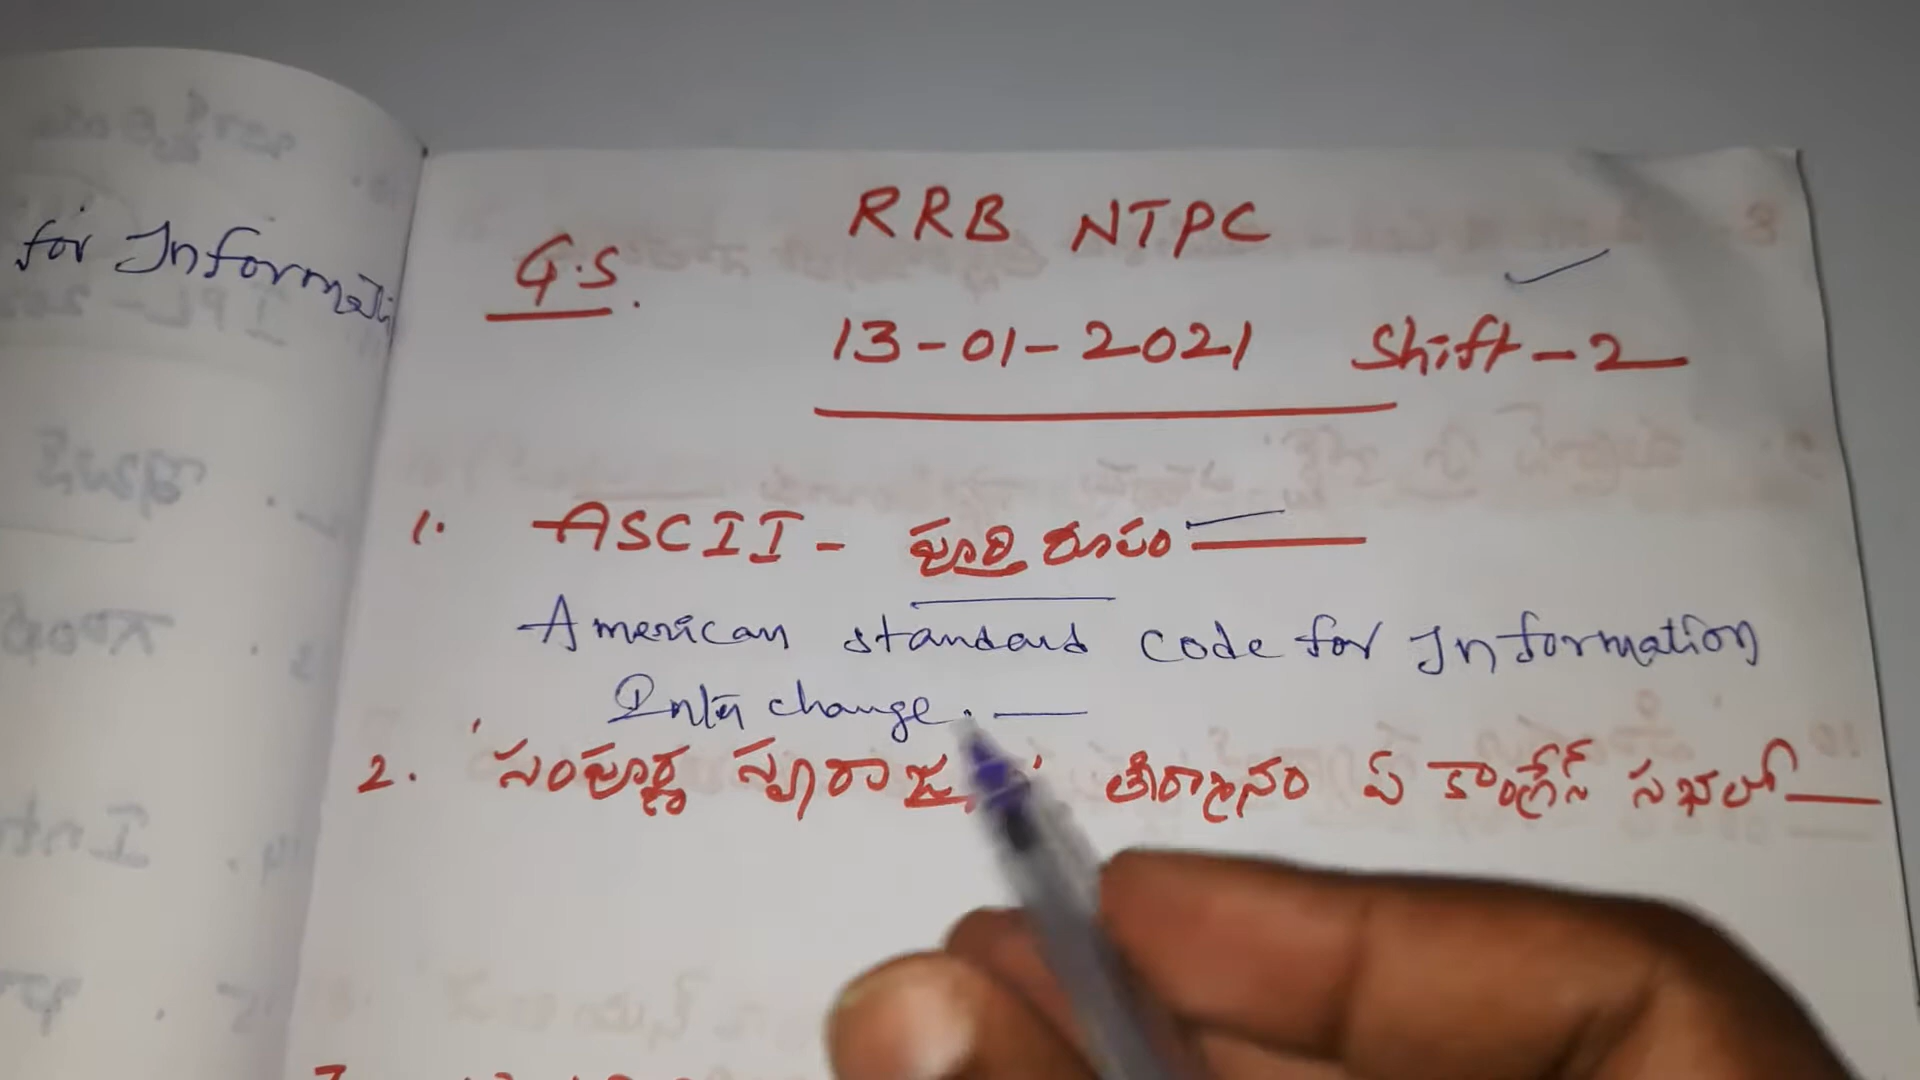 for Informati
RRB NTPC
G.S.
13-01-2021 Shift-2
1. ASCII - పూర్తి రూపం
American standard code for Information
Inter change.
2. 'సంపూర్ణ స్వరాజ్య' తీర్మానం ఏ కాంగ్రేస్ సభలో